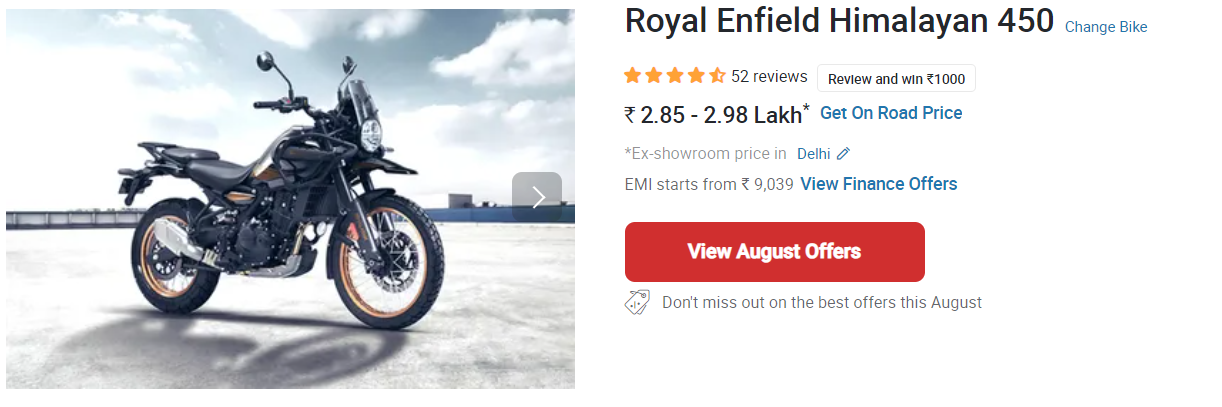 Royal Enfield Himalayan 450 Change Bike
52 reviews Review and win ₹1000
₹ 2.85 - 2.98 Lakh* Get On Road Price
*Ex-showroom price in Delhi
EMI starts from ₹ 9,039 View Finance Offers
View August Offers
Don't miss out on the best offers this August